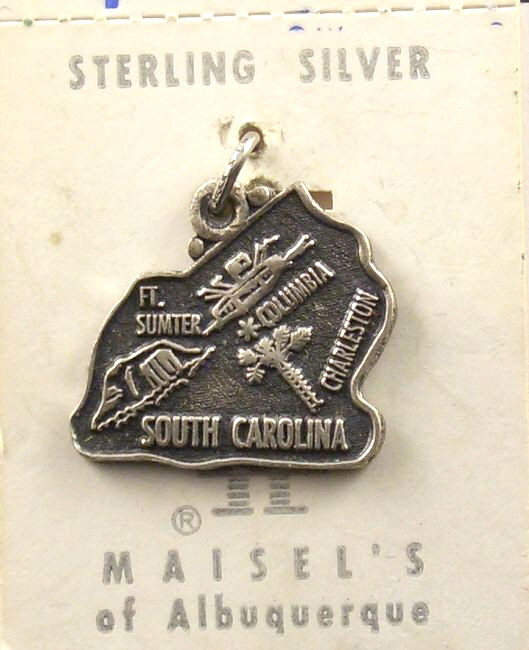 STERLING SILVER
FT.
SUMTER
COLUMBIA
CHARLESTON
SOUTH CAROLINA
®
MAISEL'S
of Albuquerque